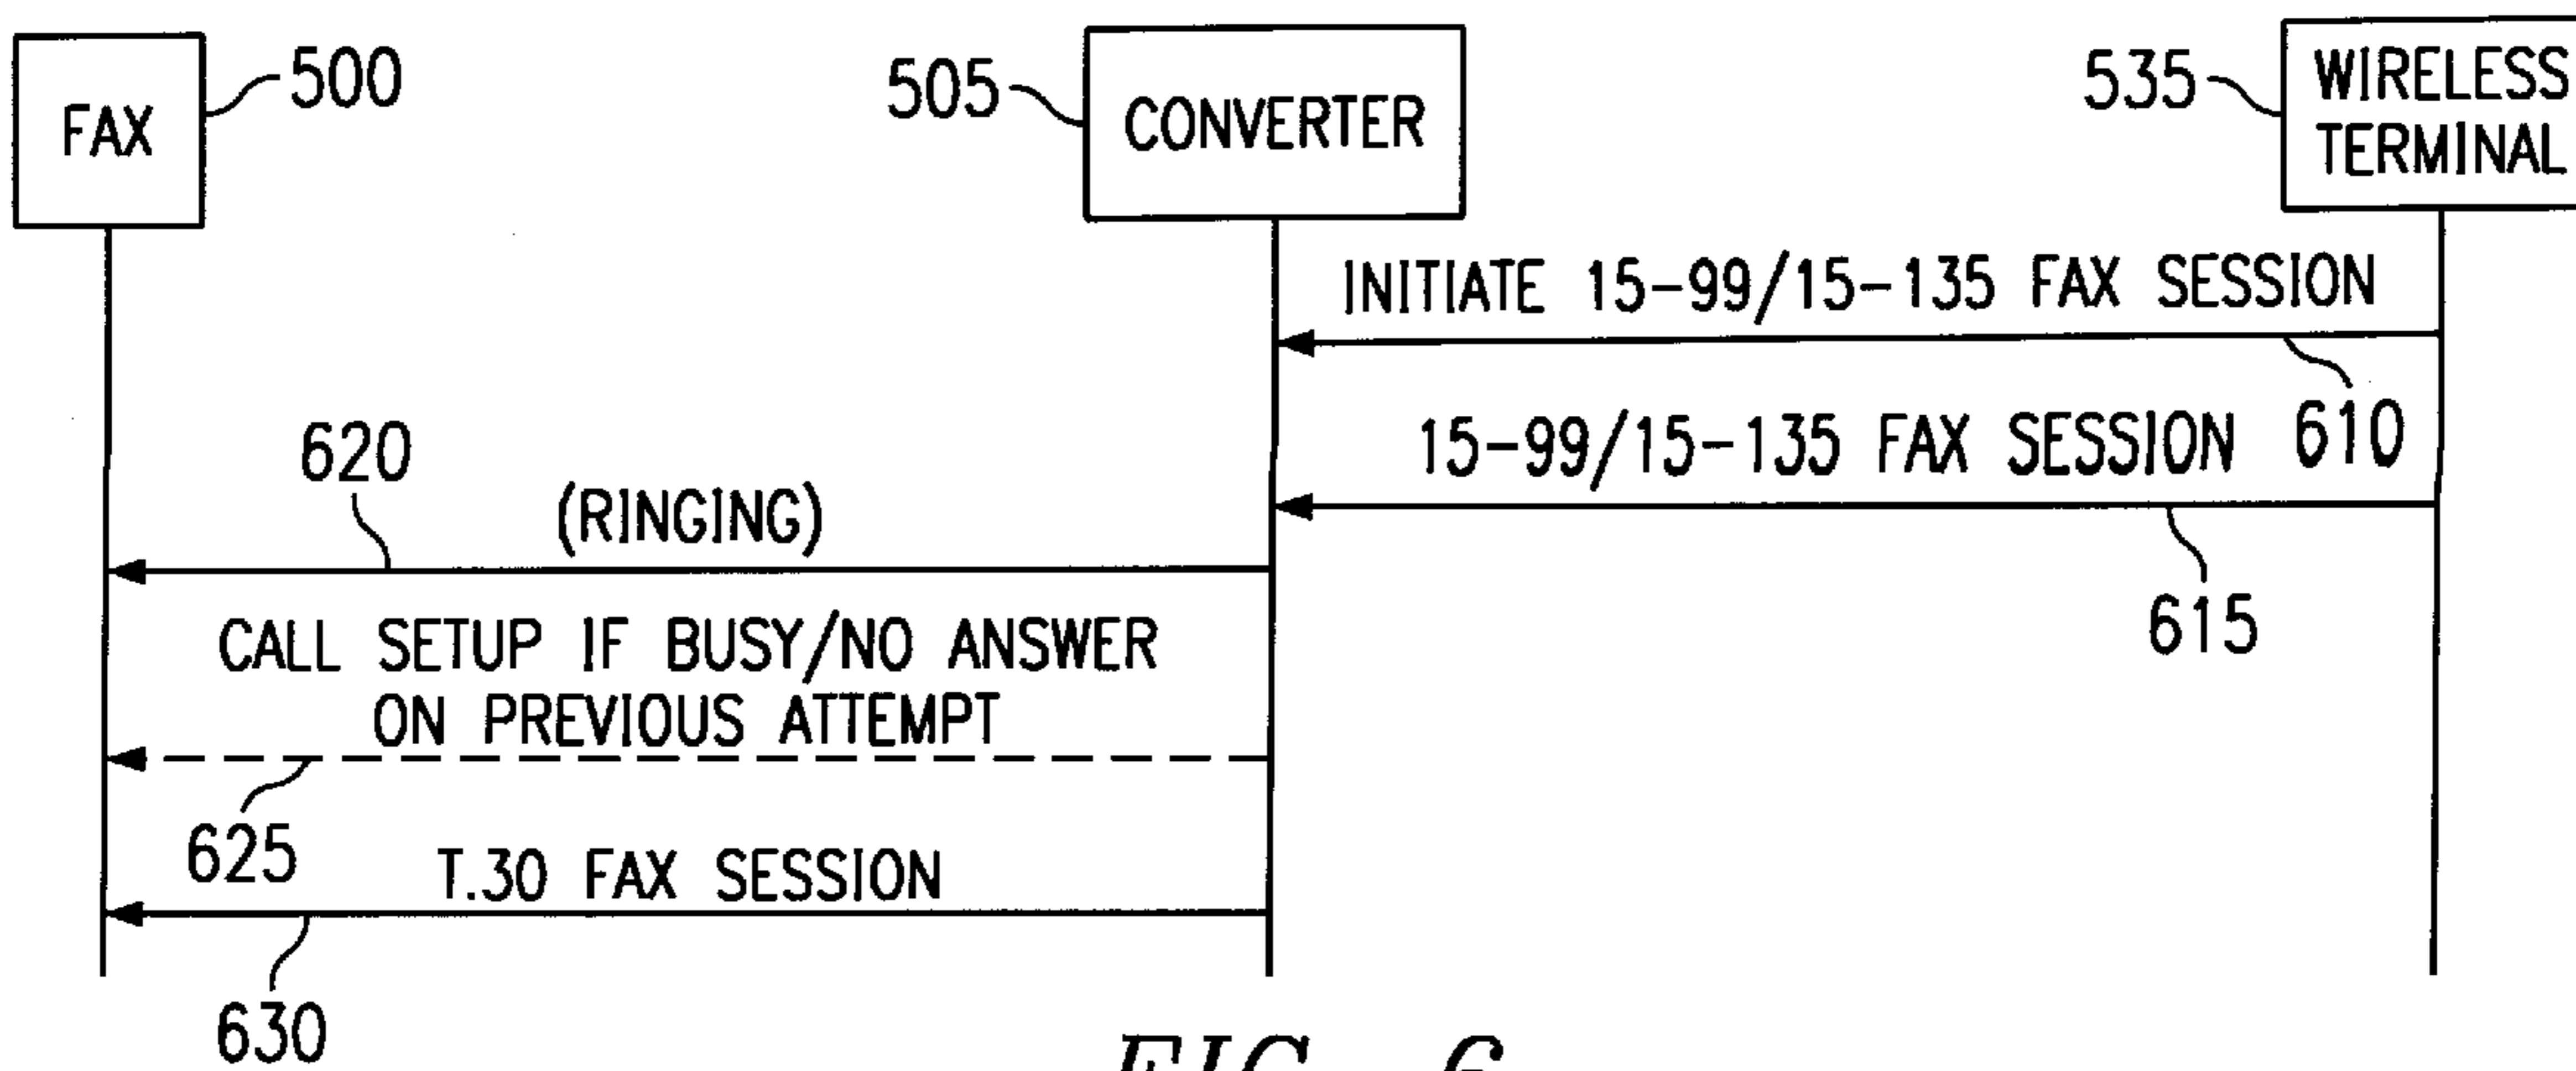 FAX
500
505
CONVERTER
535
WIRELESS
TERMINAL
INITIATE 15-99/15-135 FAX SESSION
610
15-99/15-135 FAX SESSION
615
620
(RINGING)
CALL SETUP IF BUSY/NO ANSWER
ON PREVIOUS ATTEMPT
625
T.30 FAX SESSION
630
FIG. 6